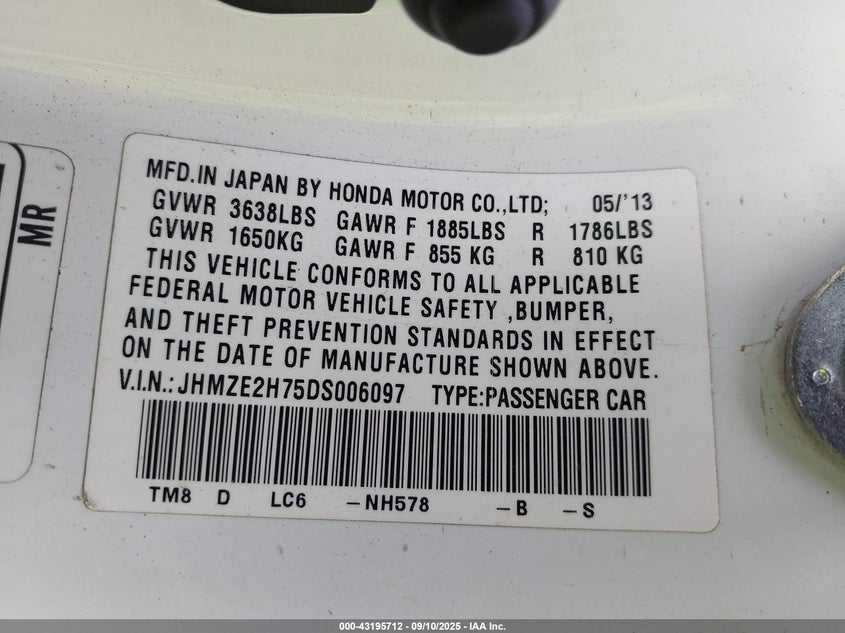 MR
MFD.IN JAPAN BY HONDA MOTOR CO.,LTD; 05/'13
GVWR 3638LBS GAWR F 1885LBS R 1786LBS
GVWR 1650KG GAWR F 855 KG R 810 KG
THIS VEHICLE CONFORMS TO ALL APPLICABLE
FEDERAL MOTOR VEHICLE SAFETY ,BUMPER,
AND THEFT PREVENTION STANDARDS IN EFFECT
ON THE DATE OF MANUFACTURE SHOWN ABOVE.
V.I.N.: JHMZE2H75DS006097 TYPE:PASSENGER CAR
TM8 D LC6 –NH578 –B –S
000-43195712 - 09/10/2025 - IAA Inc.